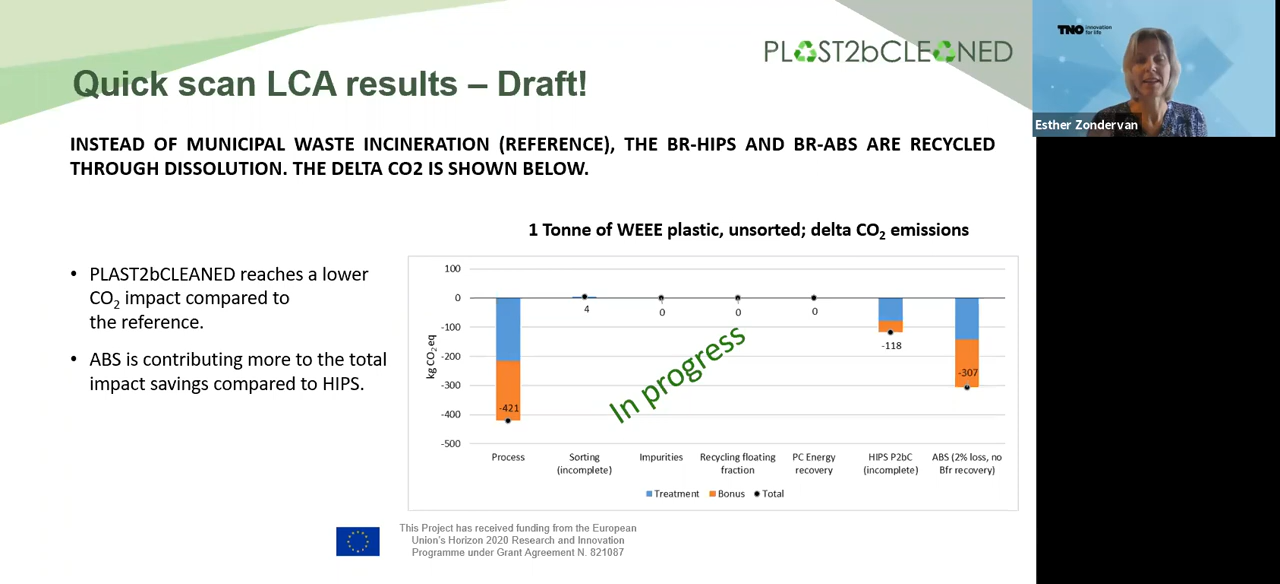 PLAST2bCLEANED
TNO innovation
for life
Quick scan LCA results – Draft!
Esther Zondervan
INSTEAD OF MUNICIPAL WASTE INCINERATION (REFERENCE), THE BR-HIPS AND BR-ABS ARE RECYCLED
THROUGH DISSOLUTION. THE DELTA CO2 IS SHOWN BELOW.
1 Tonne of WEEE plastic, unsorted; delta CO₂ emissions
• PLAST2bCLEANED reaches a lower
CO₂ impact compared to
the reference.
• ABS is contributing more to the total
impact savings compared to HIPS.
kg CO₂-eq
100
0
-100
-200
-300
-400
-500
-421
4
0
0
0
-118
-307
In progress
Process
Sorting
(incomplete)
Impurities
Recycling floating
fraction
PC Energy
recovery
HIPS P2bC
(incomplete)
ABS (2% loss, no
Bfr recovery)
Treatment Bonus Total
This Project has received funding from the European
Union's Horizon 2020 Research and Innovation
Programme under Grant Agreement N. 821087